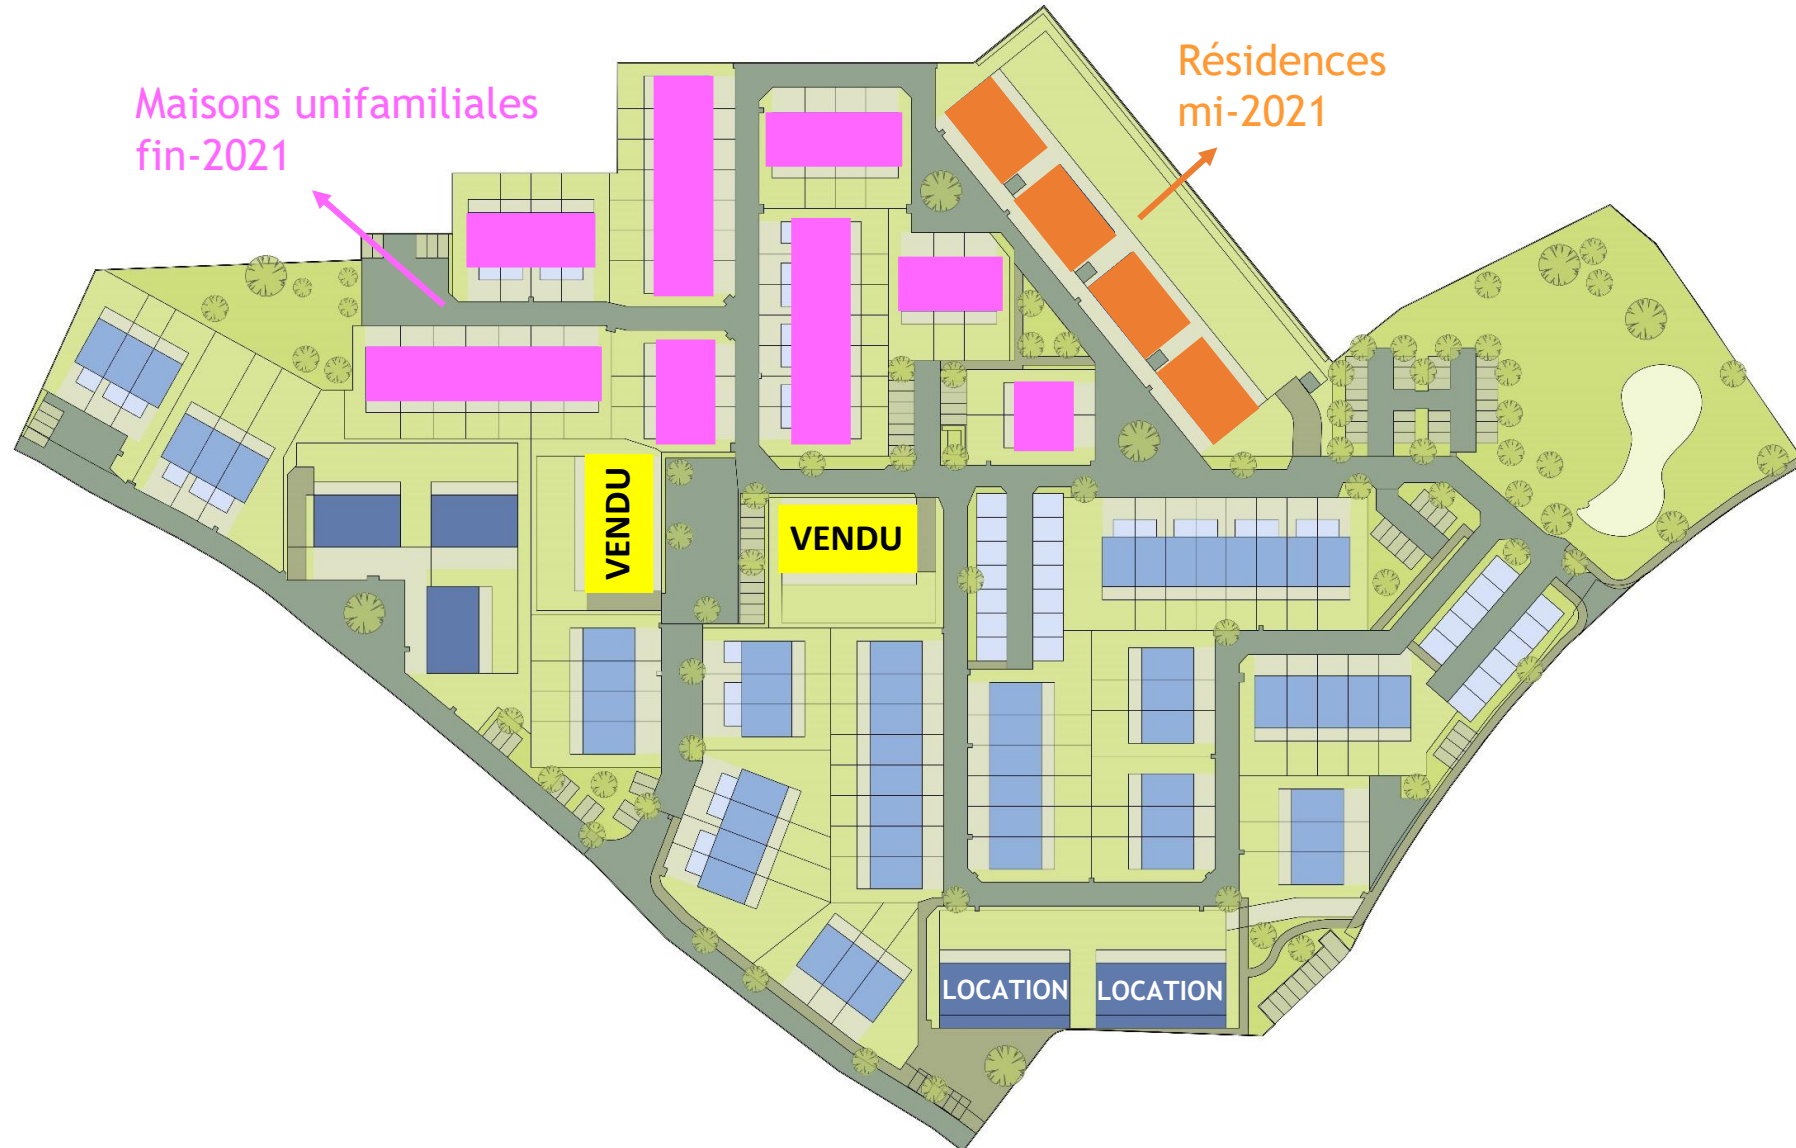 Maisons unifamiliales
fin-2021
Résidences
mi-2021
VENDU
VENDU
LOCATION
LOCATION